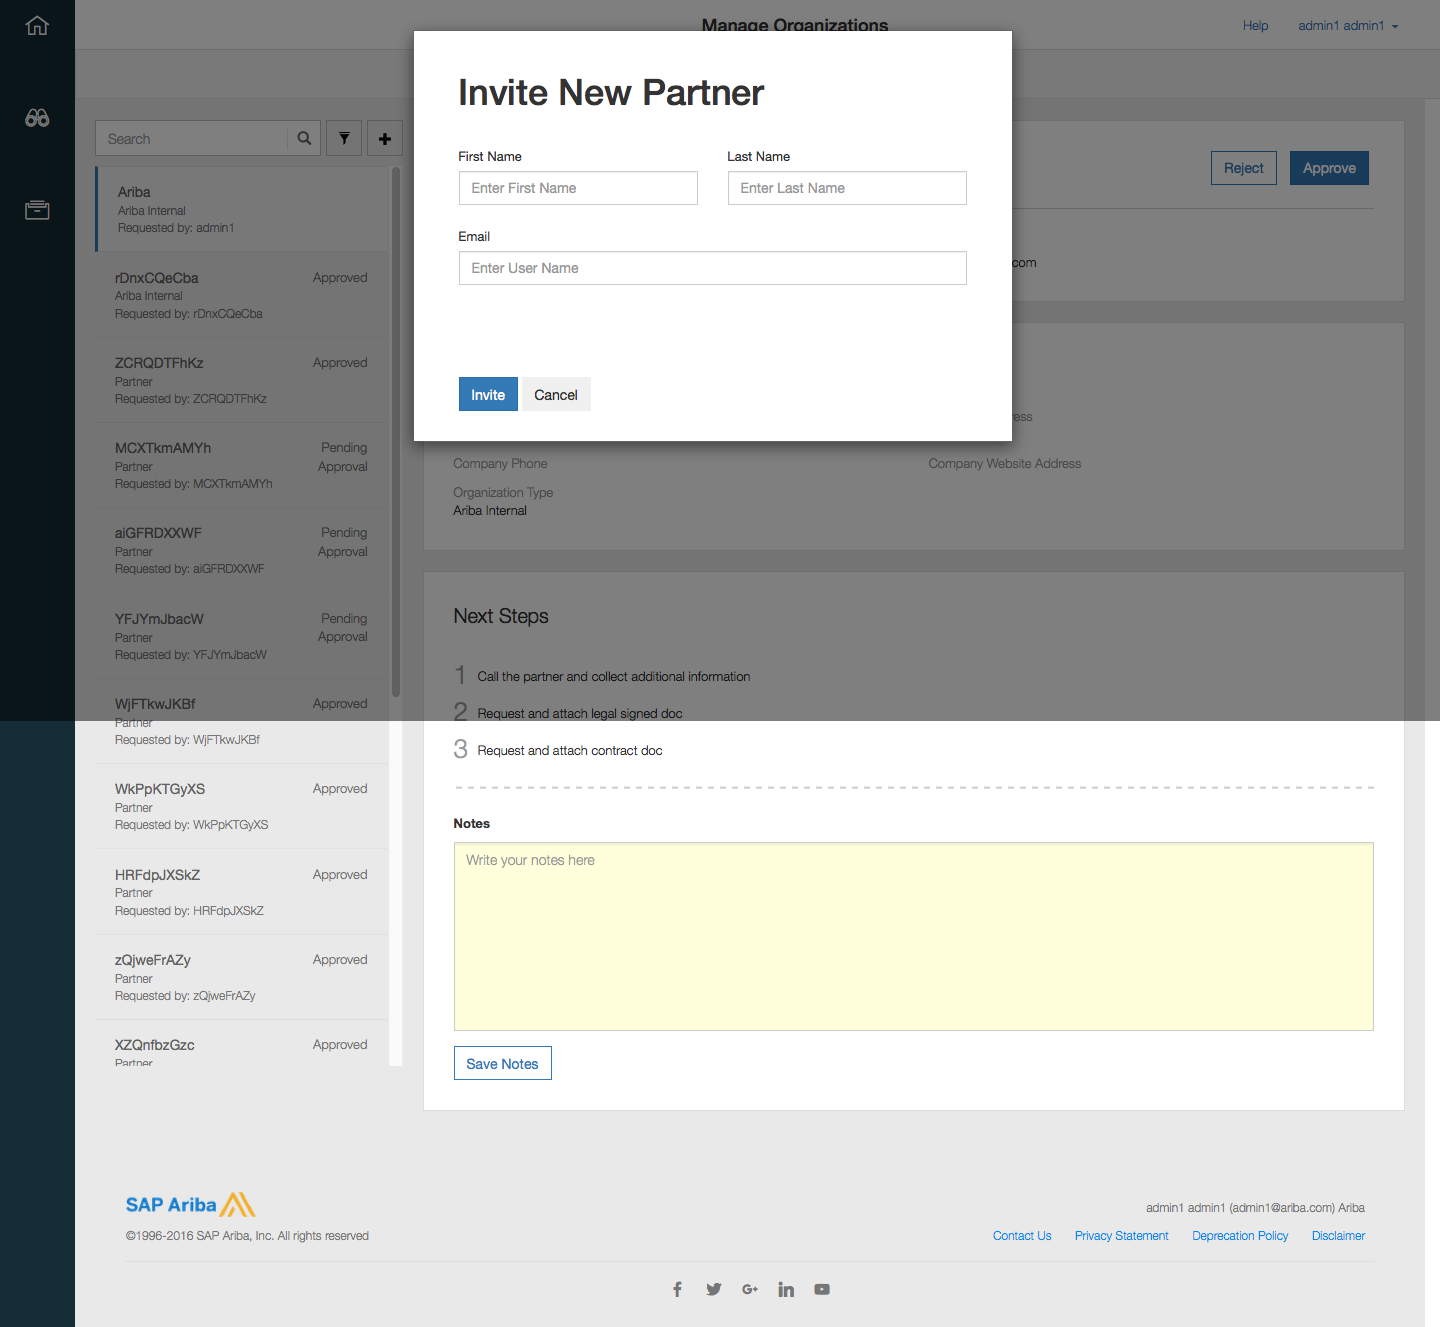 Manage Organizations
Help
admin1 admin1
Invite New Partner
First Name
Last Name
Enter First Name
Enter Last Name
Email
Enter User Name
Invite
Cancel
Search
Ariba
Ariba Internal
Requested by: admin1
rDnxCQeCba
Approved
Ariba Internal
Requested by: rDnxCQeCba
ZCRQDTFhKz
Approved
Partner
Requested by: ZCRQDTFhKz
MCXTkmAMYh
Pending
Approval
Partner
Requested by: MCXTkmAMYh
aiGFRDXXWF
Pending
Approval
Partner
Requested by: aiGFRDXXWF
YFJYmJbacW
Pending
Approval
Partner
Requested by: YFJYmJbacW
WjFTkwJKBf
Approved
Partner
Requested by: WjFTkwJKBf
WkPpKTGyXS
Approved
Partner
Requested by: WkPpKTGyXS
HRFdpJXSkZ
Approved
Partner
Requested by: HRFdpJXSkZ
zQjweFrAZy
Approved
Partner
Requested by: zQjweFrAZy
XZQnfbzGzc
Approved
Partner
Reject
Approve
com
ress
Company Phone
Company Website Address
Organization Type
Ariba Internal
Next Steps
1 Call the partner and collect additional information
2 Request and attach legal signed doc
3 Request and attach contract doc
Notes
Write your notes here
Save Notes
SAP Ariba
©1996-2016 SAP Ariba, Inc. All rights reserved
admin1 admin1 (admin1@ariba.com) Ariba
Contact Us
Privacy Statement
Deprecation Policy
Disclaimer